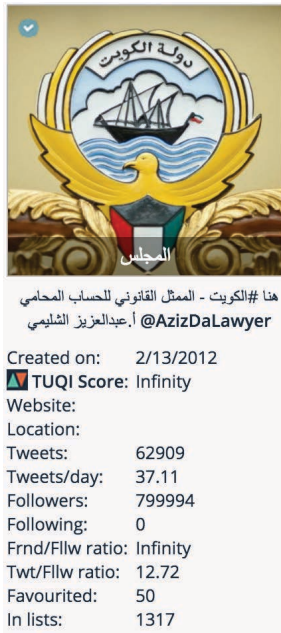 دولة الكويت
المجلس
هنا #الكويت - الممثل القانوني للحساب المحامي
@AzizDaLawyer أ.عبدالعزيز الشليمي
Created on: 2/13/2012
TUQI Score: Infinity
Website:
Location:
Tweets: 62909
Tweets/day: 37.11
Followers: 799994
Following: 0
Frnd/Fllw ratio: Infinity
Twt/Fllw ratio: 12.72
Favourited: 50
In lists: 1317